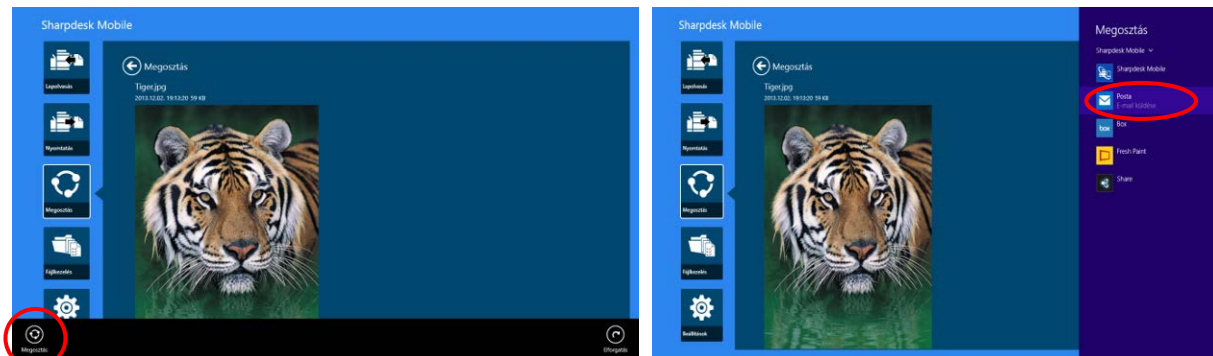 Sharpdesk Mobile
Lapolvasás
Nyomtatás
Megosztás
Fájlkezelés
Megosztás
Tiger.jpg
2013.12.02. 19:13:20 59 KB
Megosztás
Elforgatás
Sharpdesk Mobile
Lapolvasás
Nyomtatás
Megosztás
Fájlkezelés
Beállítások
Megosztás
Tiger.jpg
2013.12.02. 19:13:20 59 KB
Megosztás
Sharpdesk Mobile
Sharpdesk Mobile
Posta
E-mail küldése
box
Box
Fresh Paint
Share